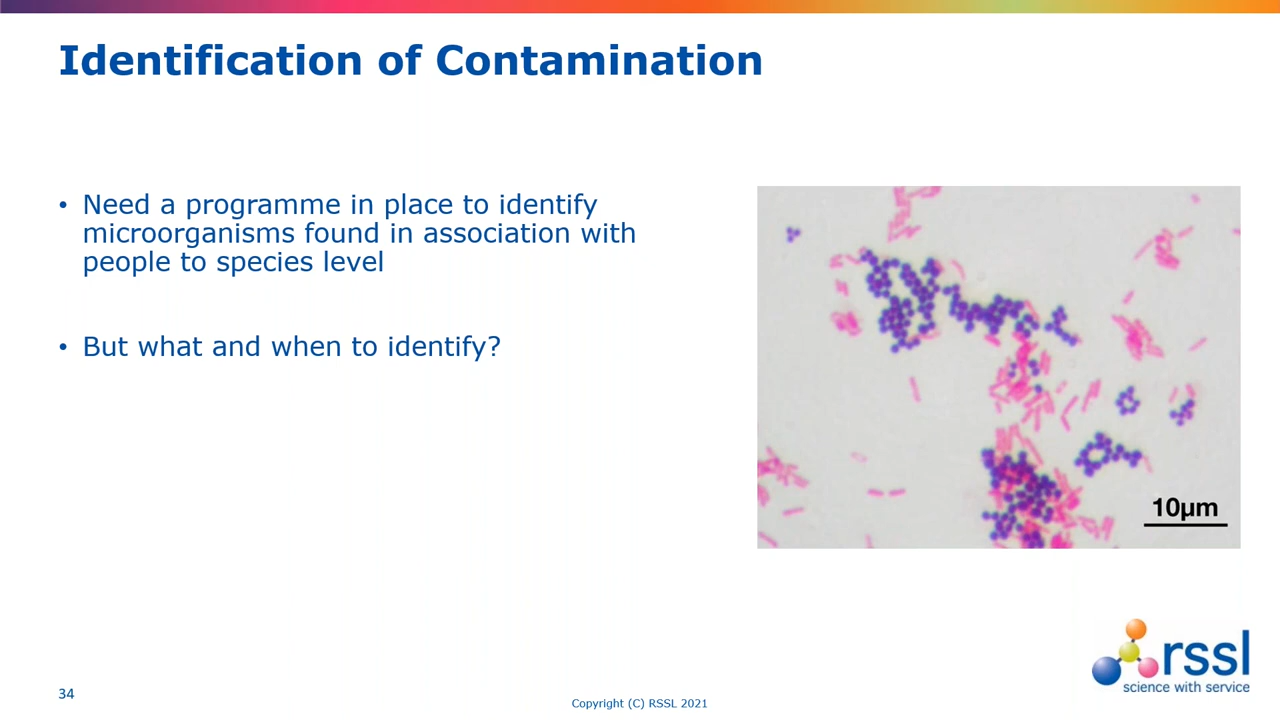 Identification of Contamination
• Need a programme in place to identify
microorganisms found in association with
people to species level
• But what and when to identify?
10µm
rssl
science with service
34
Copyright (C) RSSL 2021